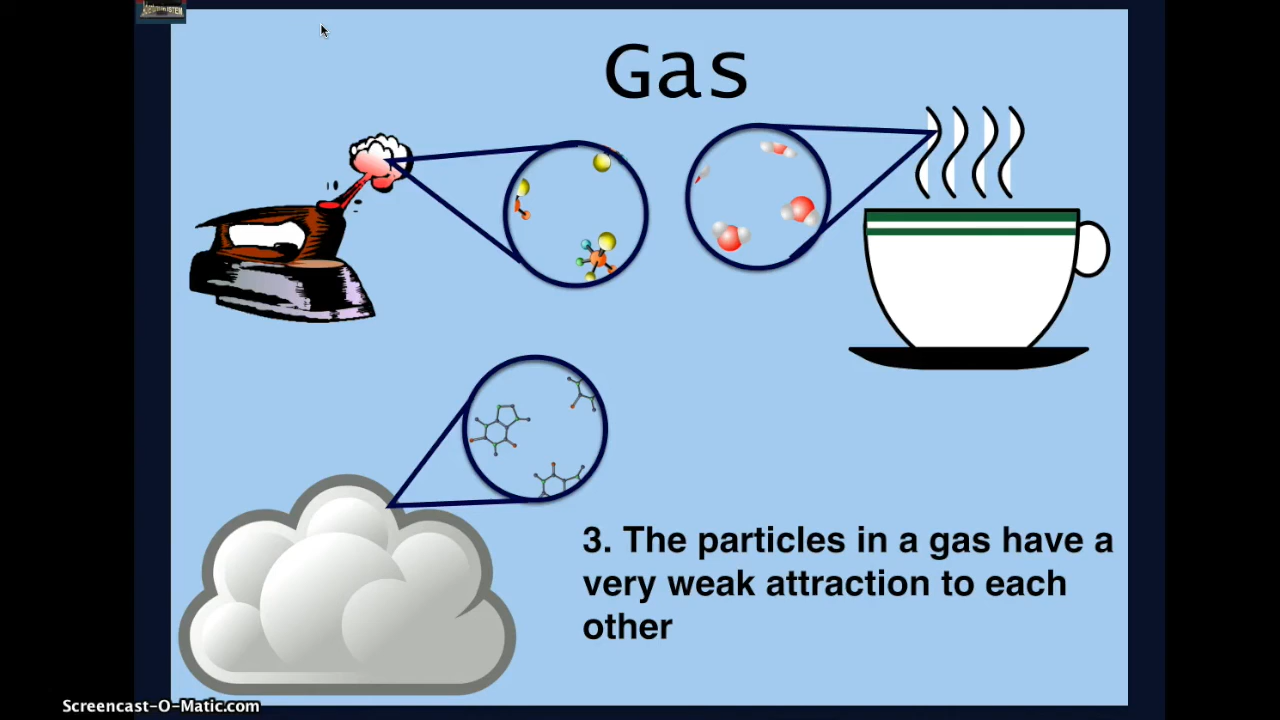 Gas
3. The particles in a gas have a
very weak attraction to each
other
Screencast-O-Matic.com